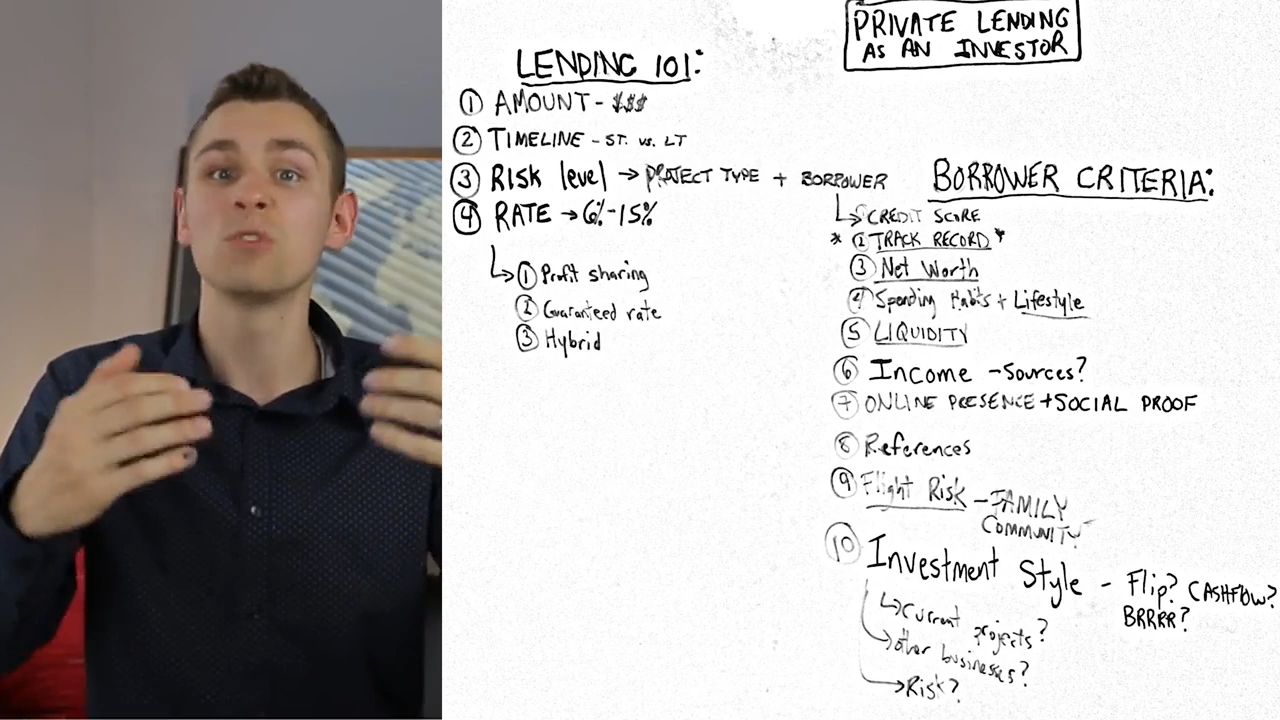 PRIVATE LENDING
AS AN INVESTOR
LENDING 101:
① AMOUNT - $$$
② TIMELINE - ST. vs. LT
③ RISK level → PROJECT TYPE + BORROWER
④ RATE → 6%-15%
↳ ① Profit sharing
② Guaranteed rate
③ Hybrid
BORROWER CRITERIA:
↳ CREDIT SCORE
* ② TRACK RECORD *
③ Net Worth
④ Spending Habits + Lifestyle
⑤ LIQUIDITY
⑥ Income - Sources?
⑦ ONLINE PRESENCE + SOCIAL PROOF
⑧ References
⑨ Flight Risk - FAMILY
COMMUNITY
⑩ Investment Style - Flip? CASHFLOW?
BRRRR?
↳ current projects?
→ other businesses?
→ Risk?